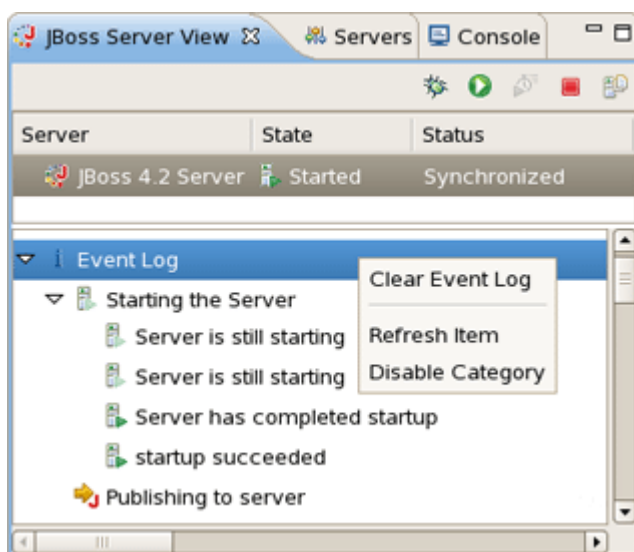 JBoss Server View Servers Console
Server State Status
JBoss 4.2 Server Started Synchronized
Event Log
Clear Event Log
Starting the Server
Server is still starting
Refresh Item
Server is still starting
Disable Category
Server has completed startup
startup succeeded
Publishing to server